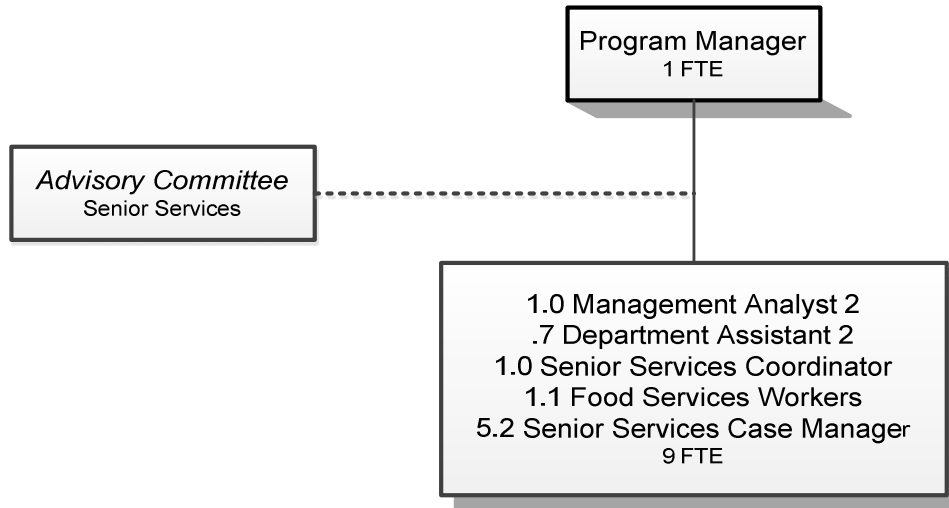 Program Manager
1 FTE
Advisory Committee
Senior Services
1.0 Management Analyst 2
.7 Department Assistant 2
1.0 Senior Services Coordinator
1.1 Food Services Workers
5.2 Senior Services Case Manager
9 FTE